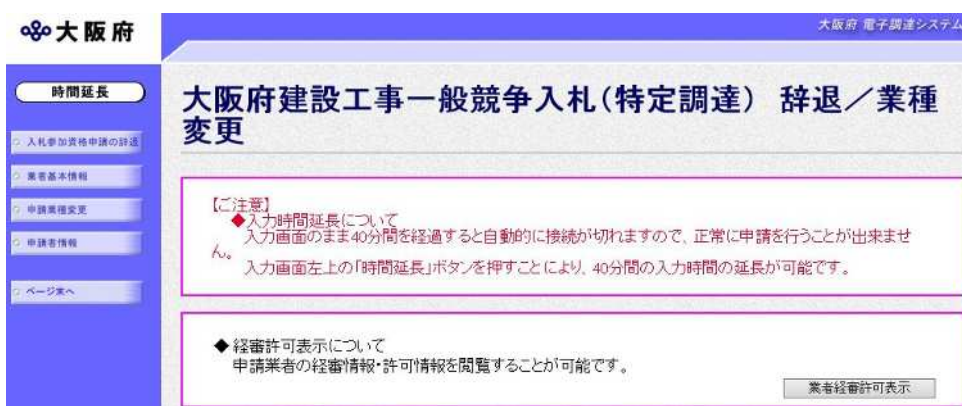 大阪府
大阪府 電子調達システム
時間延長
入札参加資格申請の辞退
業者基本情報
申請業種変更
申請者情報
ページ末へ
大阪府建設工事一般競争入札(特定調達) 辞退／業種
変更
【ご注意】
◆入力時間延長について
入力画面のまま40分間を経過すると自動的に接続が切れますので、正常に申請を行うことが出来ませ
ん。
入力画面左上の「時間延長」ボタンを押すことにより、40分間の入力時間の延長が可能です。
◆経審許可表示について
申請業者の経審情報・許可情報を閲覧することが可能です。
業者経審許可表示